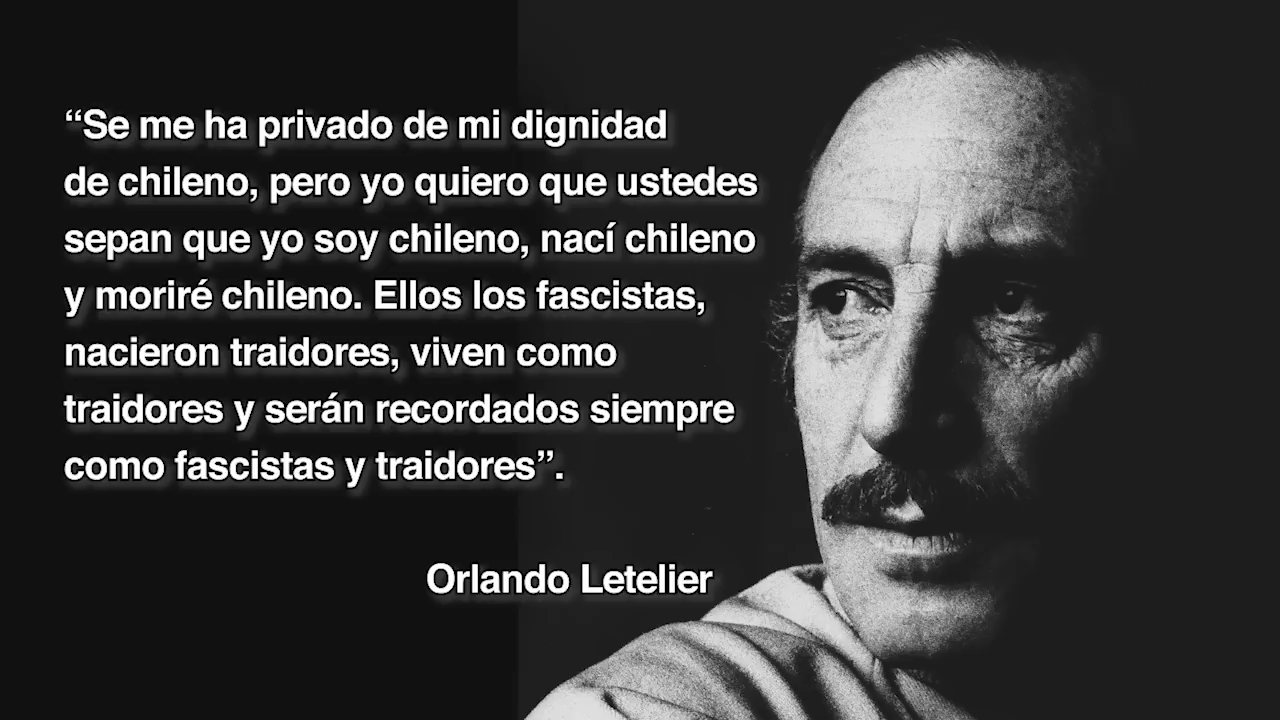 “Se me ha privado de mi dignidad
de chileno, pero yo quiero que ustedes
sepan que yo soy chileno, nací chileno
y moriré chileno. Ellos los fascistas,
nacieron traidores, viven como
traidores y serán recordados siempre
como fascistas y traidores”.
Orlando Letelier